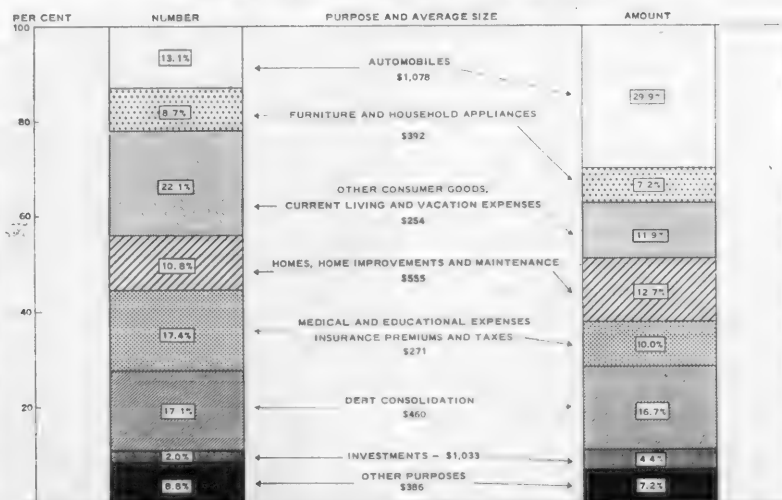 PER CENT NUMBER PURPOSE AND AVERAGE SIZE AMOUNT
100
13.1%
AUTOMOBILES
$1,078
29.9%
80
8.7%
FURNITURE AND HOUSEHOLD APPLIANCES
$392
7.2%
22.1%
OTHER CONSUMER GOODS,
CURRENT LIVING AND VACATION EXPENSES
$254
11.9%
60
10.8%
HOMES, HOME IMPROVEMENTS AND MAINTENANCE
$555
12.7%
40
17.4%
MEDICAL AND EDUCATIONAL EXPENSES
INSURANCE PREMIUMS AND TAXES
$271
10.0%
20
17.1%
DEBT CONSOLIDATION
$460
16.7%
2.0%
INVESTMENTS – $1,033
4.4%
8.8%
OTHER PURPOSES
$386
7.2%